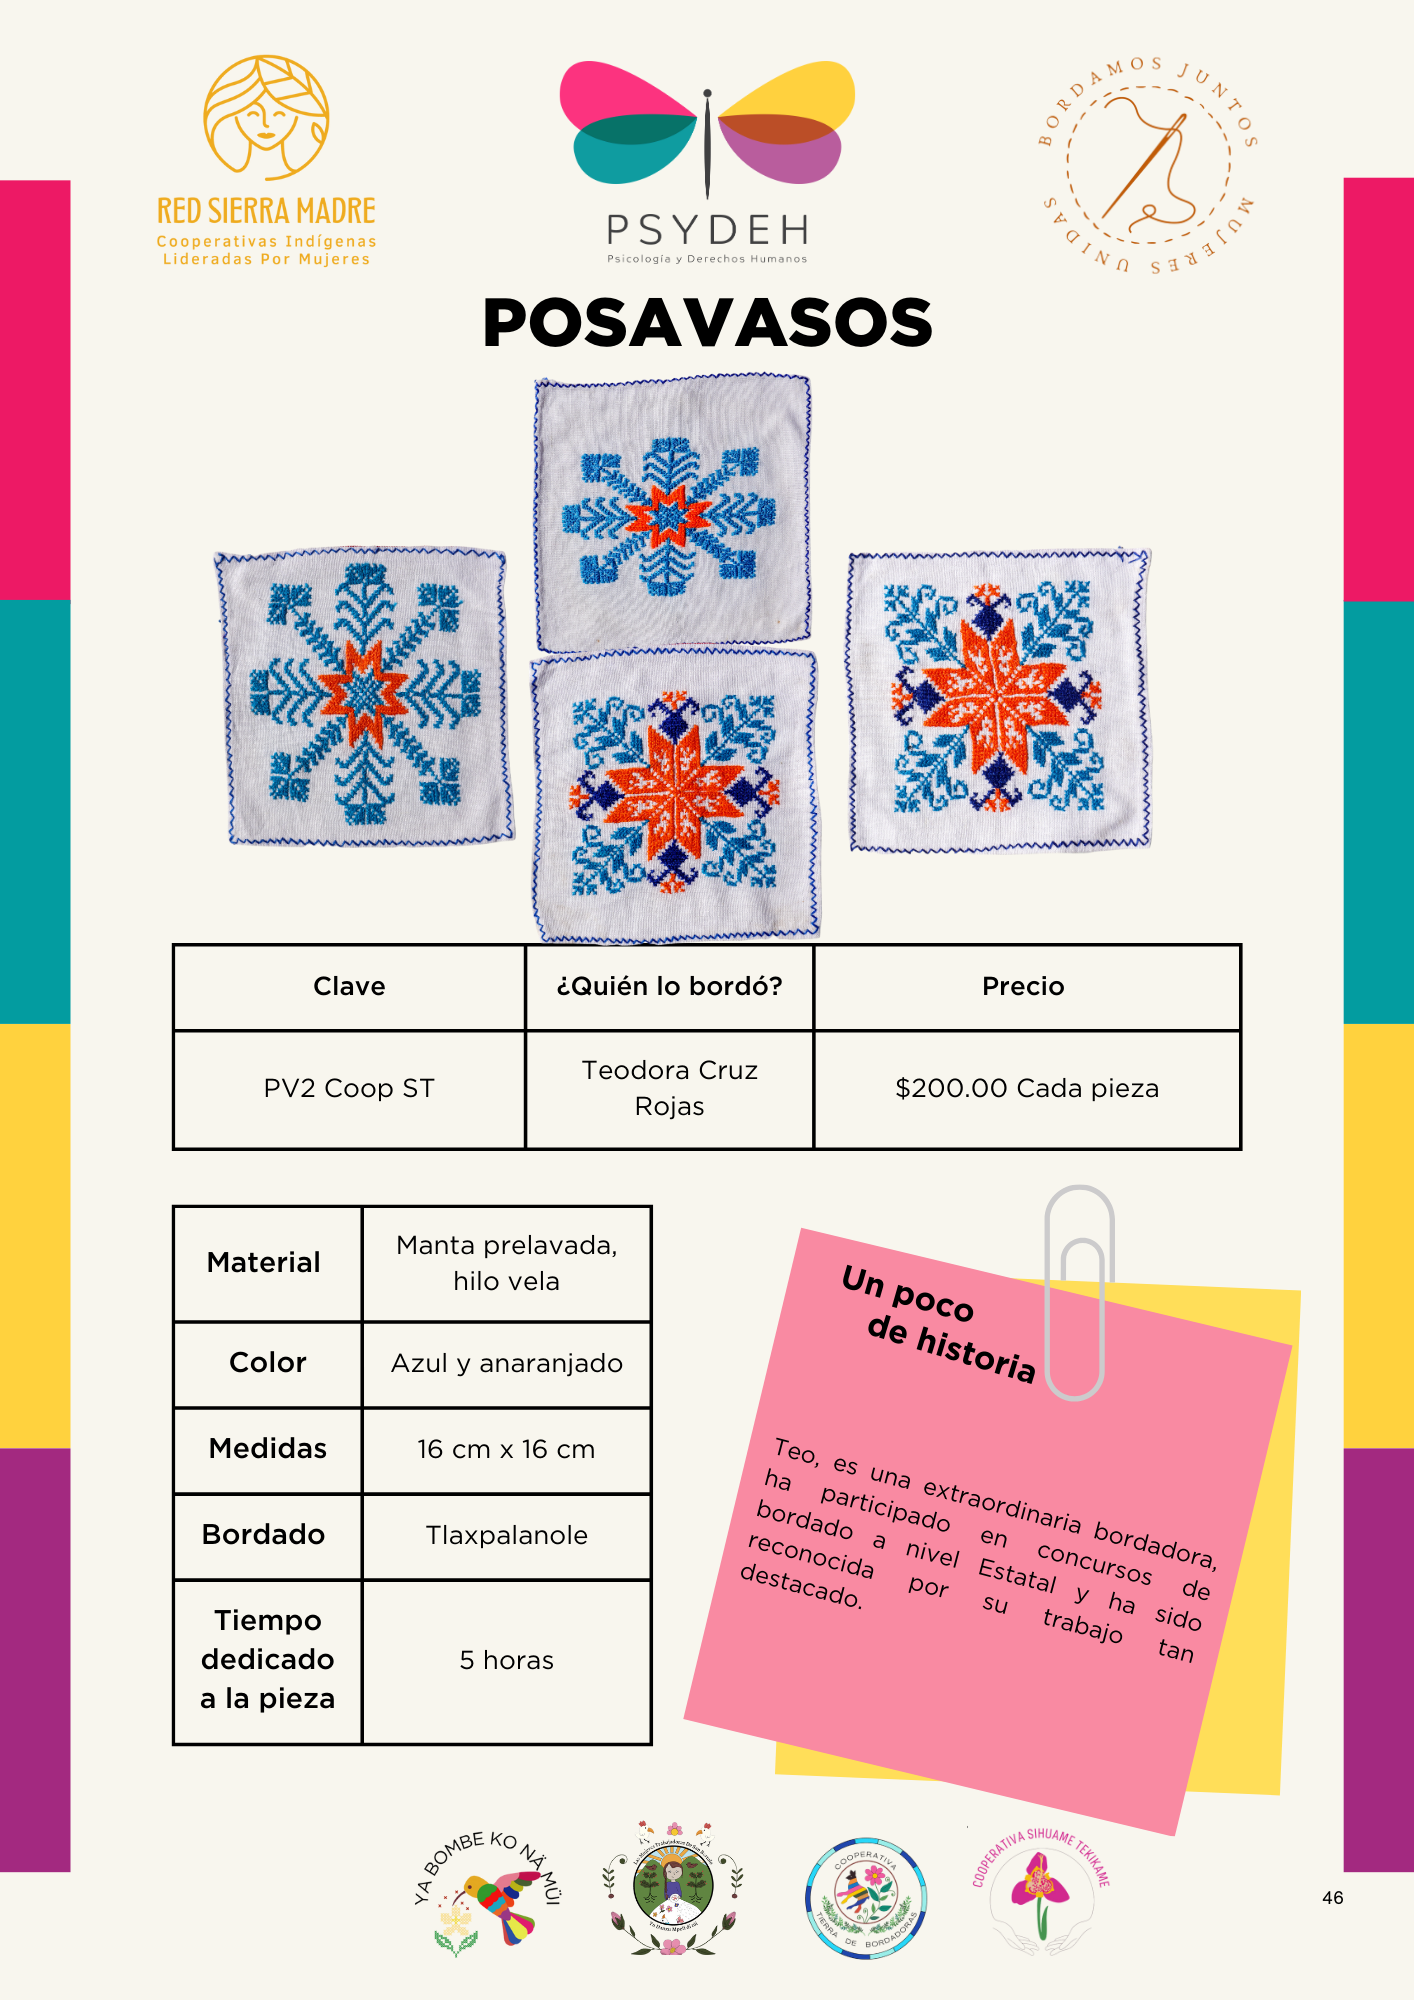 RED SIERRA MADRE
Cooperativas Indígenas
Lideradas Por Mujeres
PSYDEH
Psicología y Derechos Humanos
BORDAMOS JUNTOS
MUJERES UNIDAS
POSAVASOS
Clave
¿Quién lo bordó?
Precio
PV2 Coop ST
Teodora Cruz
Rojas
$200.00 Cada pieza
Material
Manta prelavada,
hilo vela
Color
Azul y anaranjado
Medidas
16 cm x 16 cm
Bordado
Tlaxpalanole
Tiempo
dedicado
a la pieza
5 horas
Un poco
de historia
Teo, es una extraordinaria bordadora,
ha participado en concursos de
bordado a nivel Estatal y ha sido
reconocida por su trabajo tan
destacado.
YA BOMBE KO NÄ MÜI
COOPERATIVA
TIERRA DE BORDADORAS
COOPERATIVA SIHUAME TEKIKAME
46